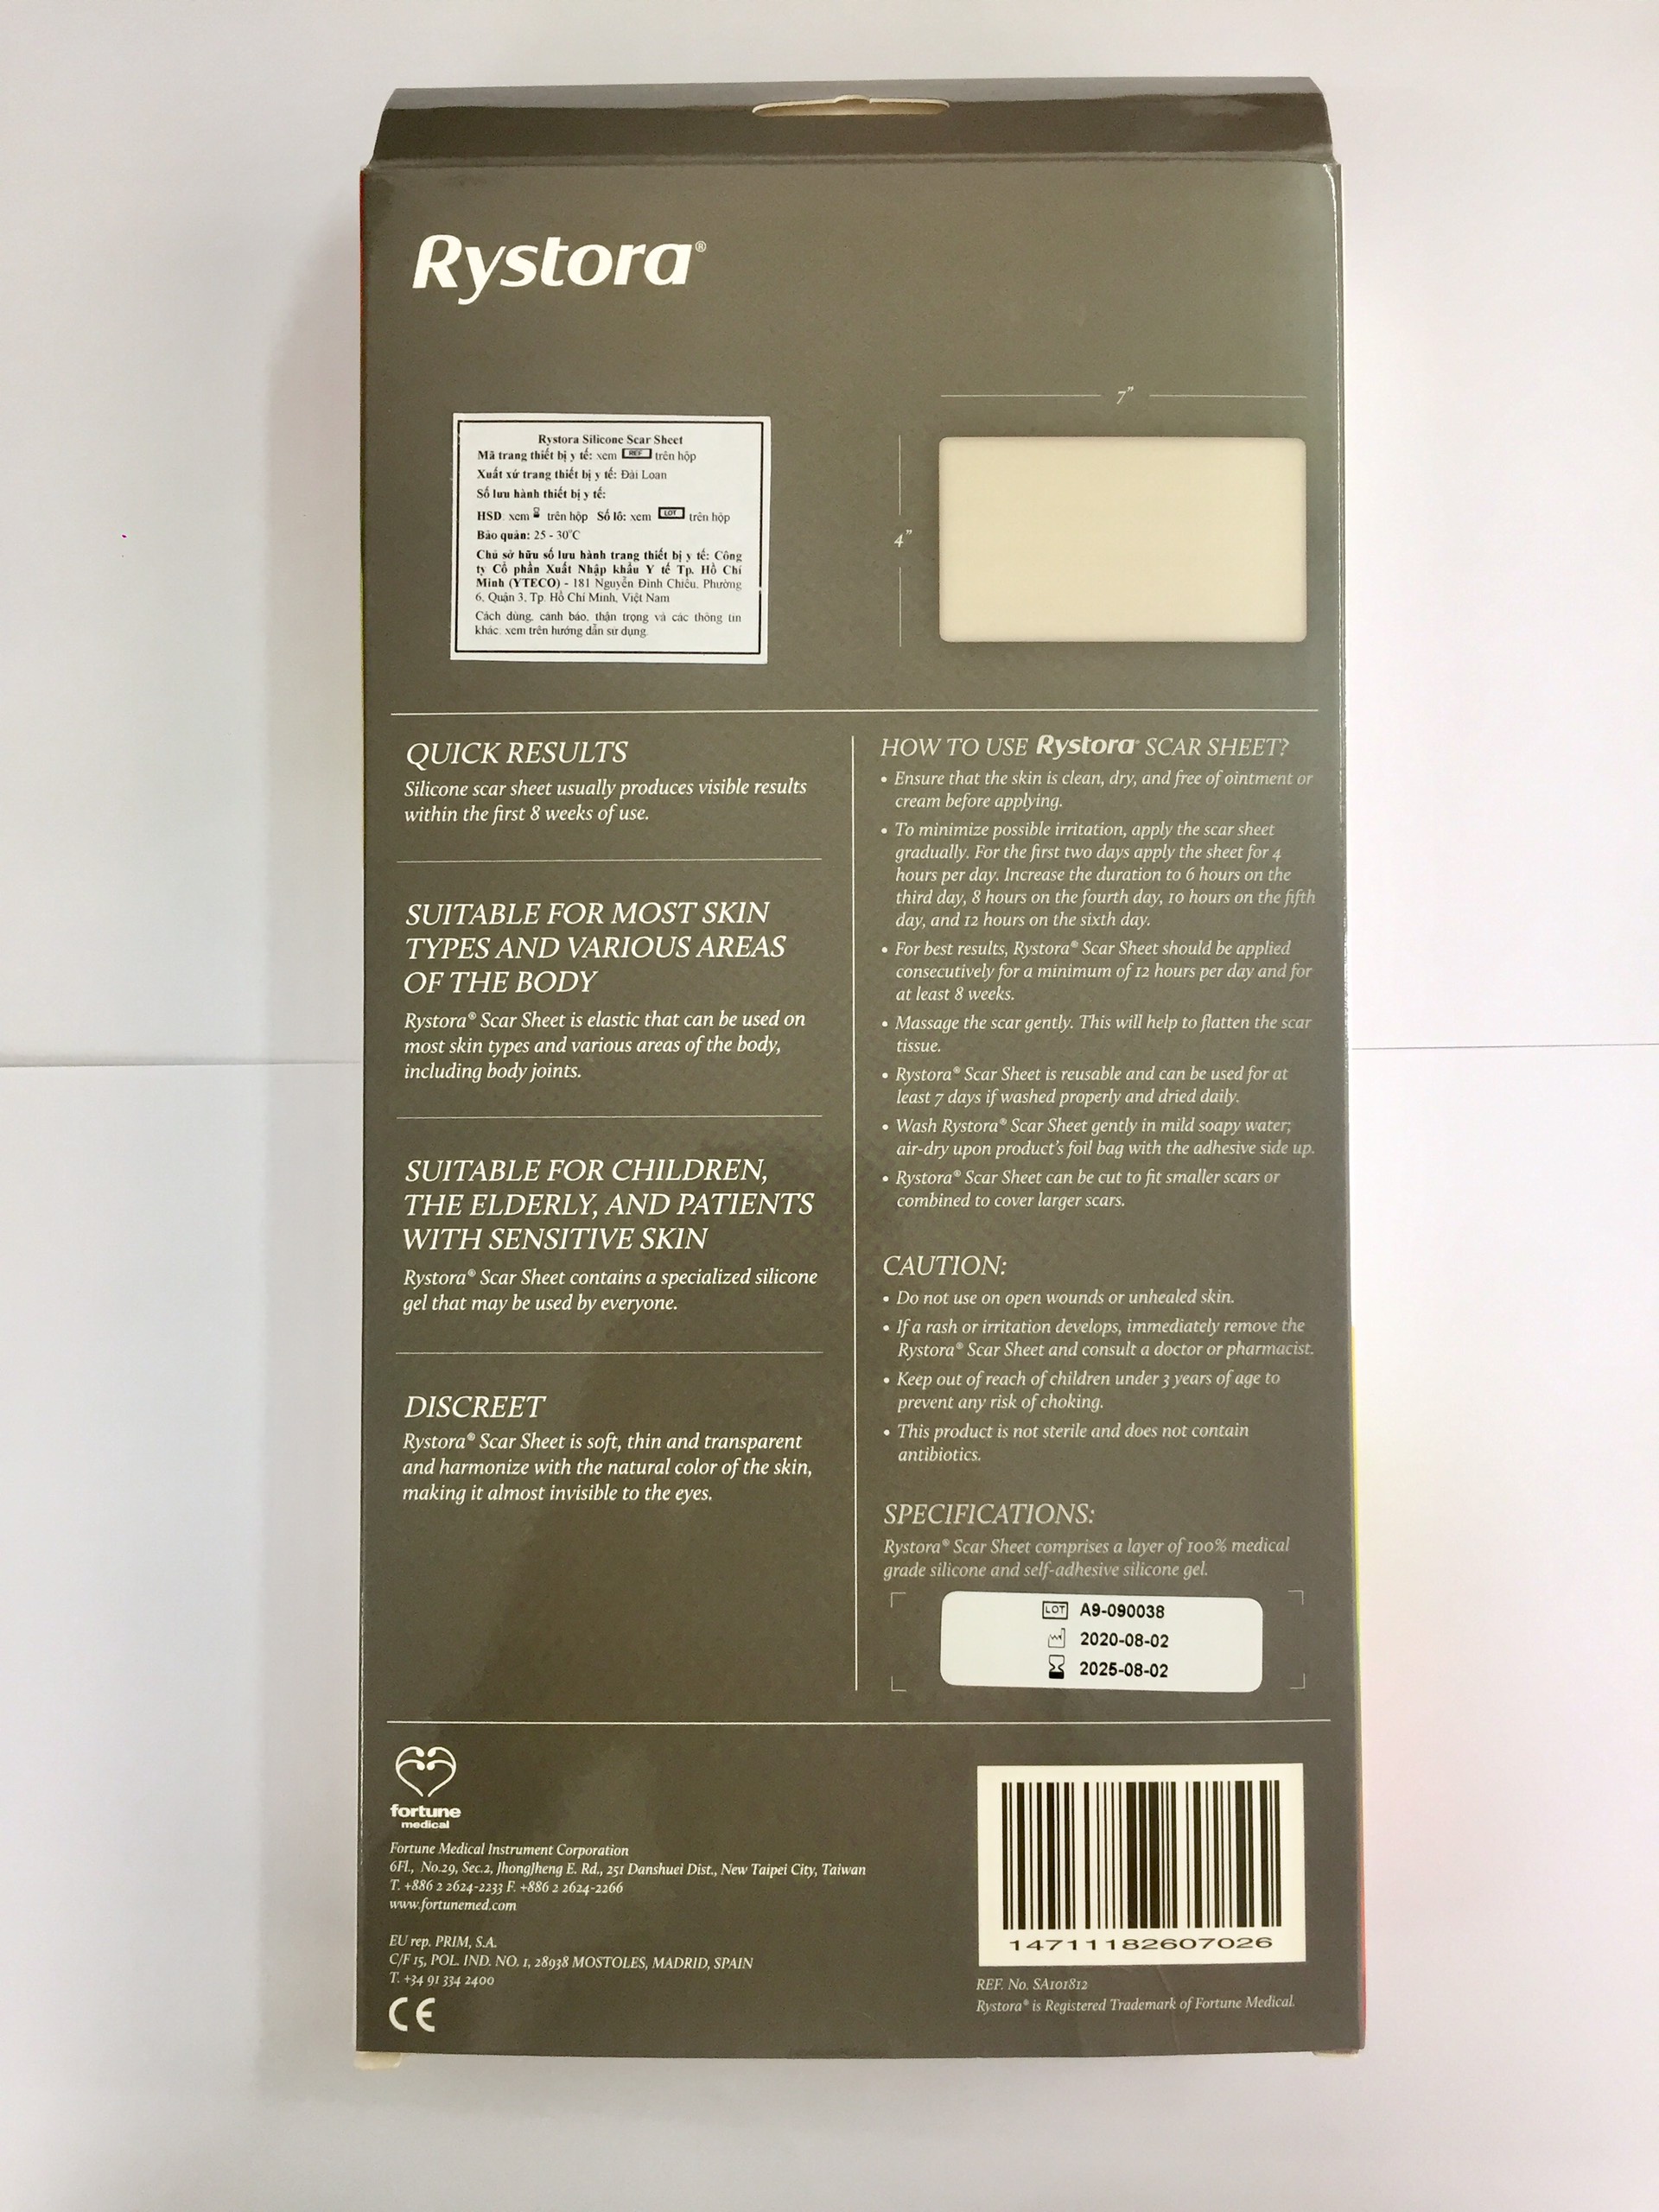 Rystora®
Rystora Silicone Scar Sheet
Mã trang thiết bị y tế: xem REF trên hộp
Xuất xứ trang thiết bị y tế: Đài Loan
Số lưu hành thiết bị y tế:
HSD: xem trên hộp Số lô: xem LOT trên hộp
Bảo quản: 25 - 30°C
Chủ sở hữu số lưu hành trang thiết bị y tế: Công
ty Cổ phần Xuất Nhập khẩu Y tế Tp. Hồ Chí
Minh (YTECO) - 181 Nguyễn Đình Chiểu, Phường
6, Quận 3, Tp. Hồ Chí Minh, Việt Nam
Cách dùng, cảnh báo, thận trọng và các thông tin
khác: xem trên hướng dẫn sử dụng.
7"
4"
QUICK RESULTS
Silicone scar sheet usually produces visible results
within the first 8 weeks of use.
SUITABLE FOR MOST SKIN
TYPES AND VARIOUS AREAS
OF THE BODY
Rystora® Scar Sheet is elastic that can be used on
most skin types and various areas of the body,
including body joints.
SUITABLE FOR CHILDREN,
THE ELDERLY, AND PATIENTS
WITH SENSITIVE SKIN
Rystora® Scar Sheet contains a specialized silicone
gel that may be used by everyone.
DISCREET
Rystora® Scar Sheet is soft, thin and transparent
and harmonize with the natural color of the skin,
making it almost invisible to the eyes.
HOW TO USE Rystora® SCAR SHEET?
• Ensure that the skin is clean, dry, and free of ointment or
cream before applying.
• To minimize possible irritation, apply the scar sheet
gradually. For the first two days apply the sheet for 4
hours per day. Increase the duration to 6 hours on the
third day, 8 hours on the fourth day, 10 hours on the fifth
day, and 12 hours on the sixth day.
• For best results, Rystora® Scar Sheet should be applied
consecutively for a minimum of 12 hours per day and for
at least 8 weeks.
• Massage the scar gently. This will help to flatten the scar
tissue.
• Rystora® Scar Sheet is reusable and can be used for at
least 7 days if washed properly and dried daily.
• Wash Rystora® Scar Sheet gently in mild soapy water;
air-dry upon product's foil bag with the adhesive side up.
• Rystora® Scar Sheet can be cut to fit smaller scars or
combined to cover larger scars.
CAUTION:
• Do not use on open wounds or unhealed skin.
• If a rash or irritation develops, immediately remove the
Rystora® Scar Sheet and consult a doctor or pharmacist.
• Keep out of reach of children under 3 years of age to
prevent any risk of choking.
• This product is not sterile and does not contain
antibiotics.
SPECIFICATIONS:
Rystora® Scar Sheet comprises a layer of 100% medical
grade silicone and self-adhesive silicone gel.
LOT A9-090038
2020-08-02
2025-08-02
fortune
medical
Fortune Medical Instrument Corporation
6Fl., No.29, Sec.2, JhongJheng E. Rd., 251 Danshuei Dist., New Taipei City, Taiwan
T. +886 2 2624-2233 F. +886 2 2624-2266
www.fortunemed.com
EU rep. PRIM, S.A.
C/F 15, POL. IND. NO. 1, 28938 MOSTOLES, MADRID, SPAIN
T. +34 91 334 2400
CE
14711182607026
REF. No. SA101812
Rystora® is Registered Trademark of Fortune Medical.